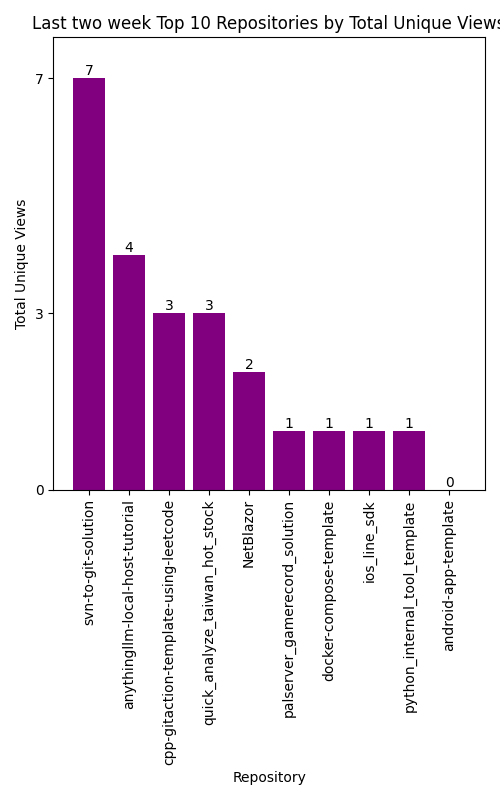 Last two week Top 10 Repositories by Total Unique Views
Total Unique Views
7
3
0
7
4
3
3
2
1
1
1
1
0
svn-to-git-solution
anythingllm-local-host-tutorial
cpp-gitaction-template-using-leetcode
quick_analyze_taiwan_hot_stock
NetBlazor
palserver_gamerecord_solution
docker-compose-template
ios_line_sdk
python_internal_tool_template
android-app-template
Repository